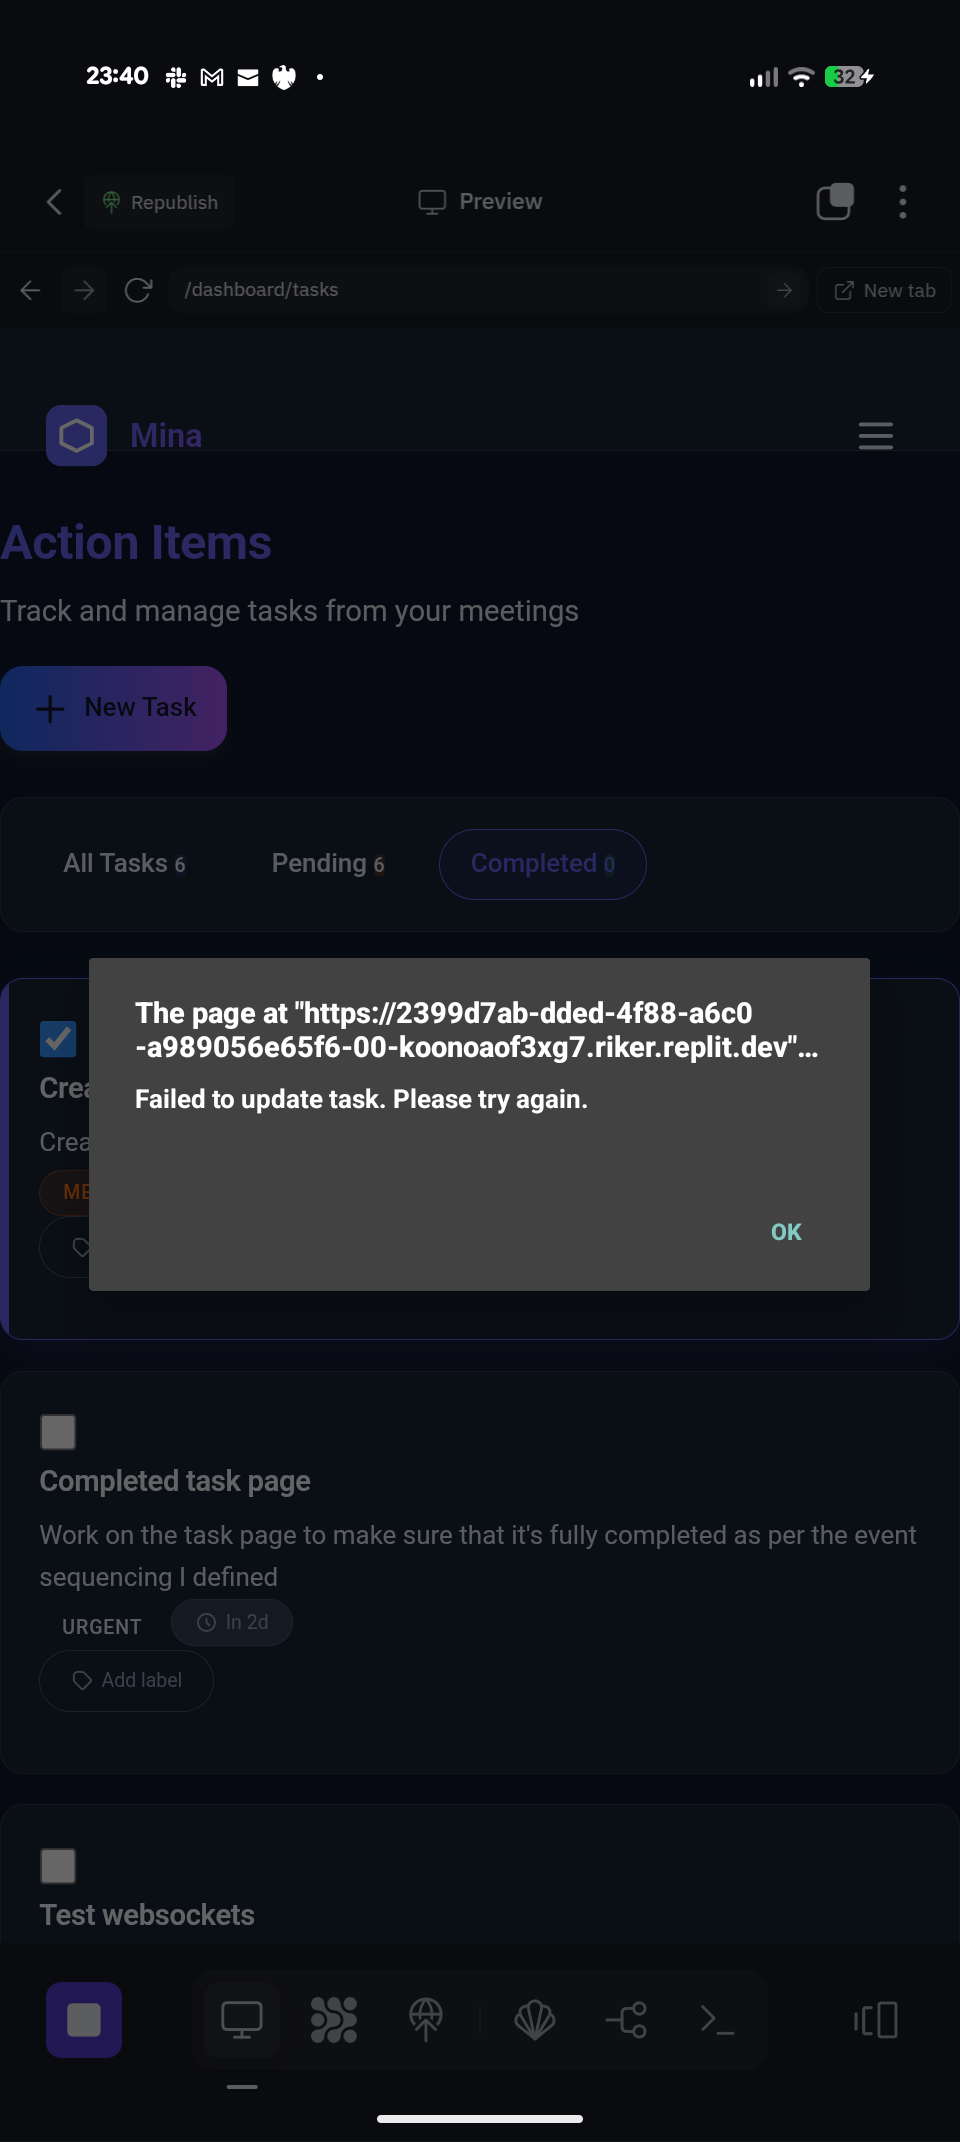 23:40
32
Republish
Preview
/dashboard/tasks
New tab
Mina
Action Items
Track and manage tasks from your meetings
New Task
All Tasks 6
Pending 6
Completed 0
The page at "https://2399d7ab-dded-4f88-a6c0
-a989056e65f6-00-koonoaof3xg7.riker.replit.dev"...
Failed to update task. Please try again.
OK
Crea
Crea
ME
Completed task page
Work on the task page to make sure that it's fully completed as per the event
sequencing I defined
URGENT
In 2d
Add label
Test websockets